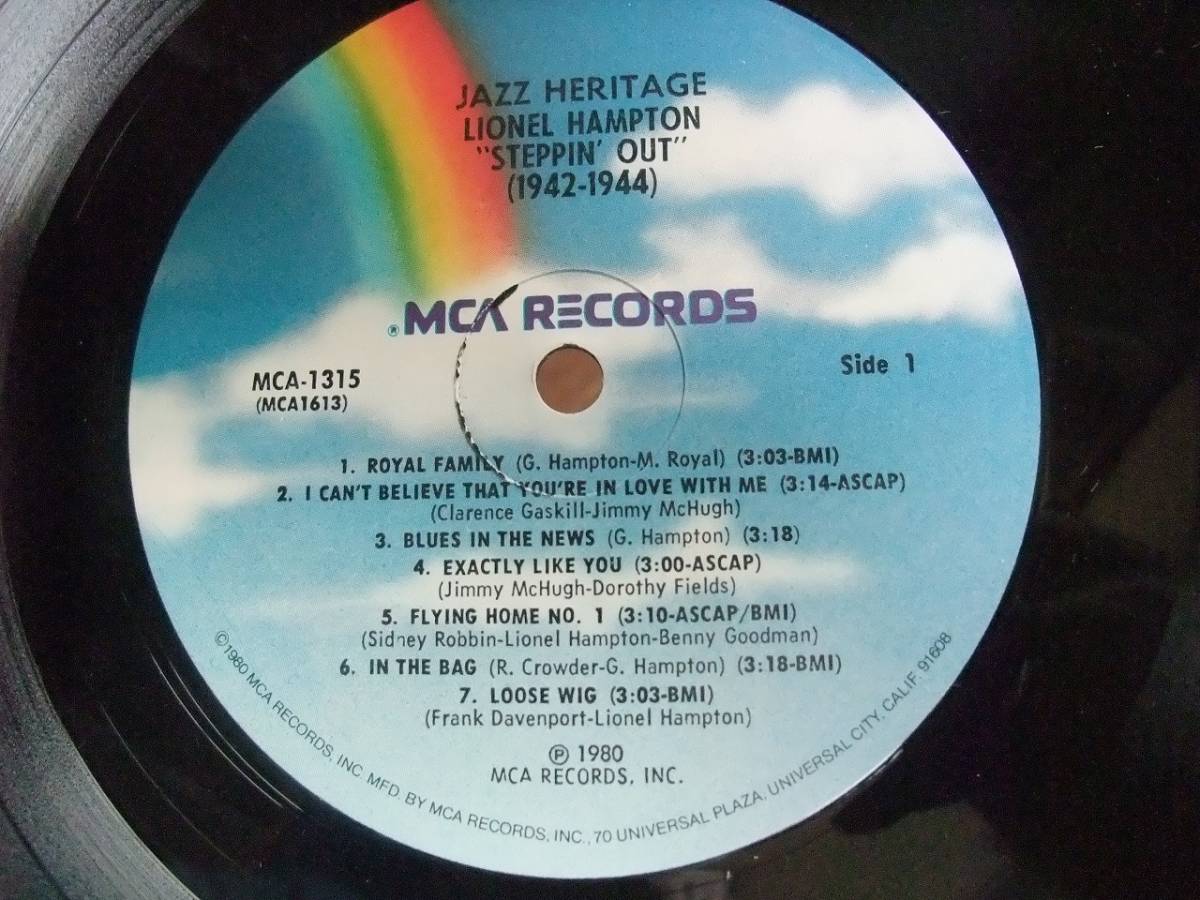 JAZZ HERITAGE
LIONEL HAMPTON
"STEPPIN' OUT"
(1942-1944)
® MCA RECORDS
MCA-1315
(MCA1613)
Side 1
1. ROYAL FAMILY (G. Hampton-M. Royal) (3:03-BMI)
2. I CAN'T BELIEVE THAT YOU'RE IN LOVE WITH ME (3:14-ASCAP)
(Clarence Gaskill-Jimmy McHugh)
3. BLUES IN THE NEWS (G. Hampton) (3:18)
4. EXACTLY LIKE YOU (3:00-ASCAP)
(Jimmy McHugh-Dorothy Fields)
5. FLYING HOME NO. 1 (3:10-ASCAP/BMI)
(Sidney Robbin-Lionel Hampton-Benny Goodman)
6. IN THE BAG (R. Crowder-G. Hampton) (3:18-BMI)
7. LOOSE WIG (3:03-BMI)
(Frank Davenport-Lionel Hampton)
℗ 1980
MCA RECORDS, INC.
©1980 MCA RECORDS, INC. MFD. BY MCA RECORDS, INC., 70 UNIVERSAL PLAZA, UNIVERSAL CITY, CALIF. 91608